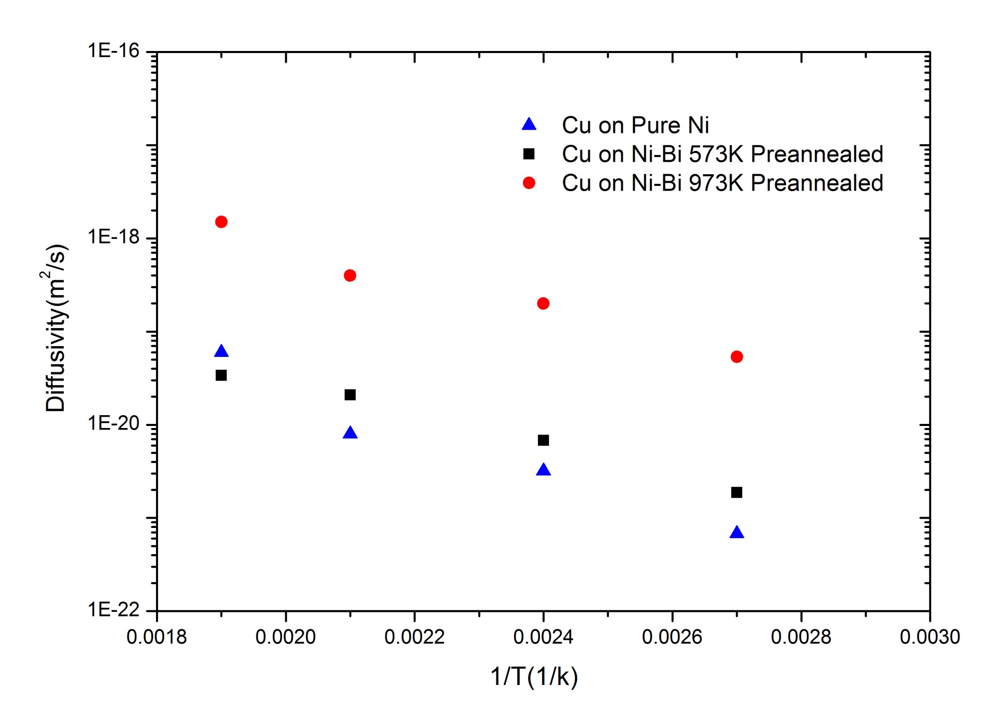 1E-16
1E-18
1E-20
1E-22
Diffusivity(m²/s)
Cu on Pure Ni
Cu on Ni-Bi 573K Preannealed
Cu on Ni-Bi 973K Preannealed
0.0018 0.0020 0.0022 0.0024 0.0026 0.0028 0.0030
1/T(1/k)